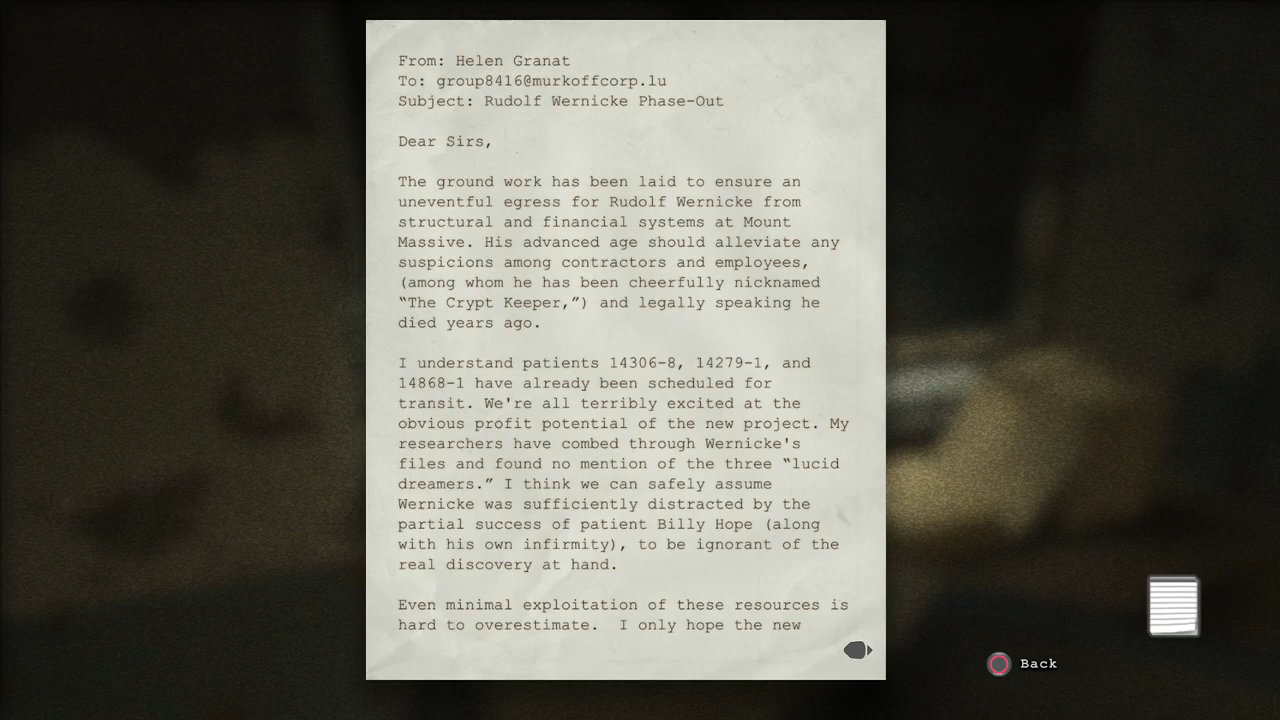 From: Helen Granat
To: group8416@murkoffcorp.lu
Subject: Rudolf Wernicke Phase-Out
Dear Sirs,
The ground work has been laid to ensure an
uneventful egress for Rudolf Wernicke from
structural and financial systems at Mount
Massive. His advanced age should alleviate any
suspicions among contractors and employees,
(among whom he has been cheerfully nicknamed
“The Crypt Keeper,”) and legally speaking he
died years ago.
I understand patients 14306-8, 14279-1, and
14868-1 have already been scheduled for
transit. We're all terribly excited at the
obvious profit potential of the new project. My
researchers have combed through Wernicke's
files and found no mention of the three “lucid
dreamers.” I think we can safely assume
Wernicke was sufficiently distracted by the
partial success of patient Billy Hope (along
with his own infirmity), to be ignorant of the
real discovery at hand.
Even minimal exploitation of these resources is
hard to overestimate.  I only hope the new
Back